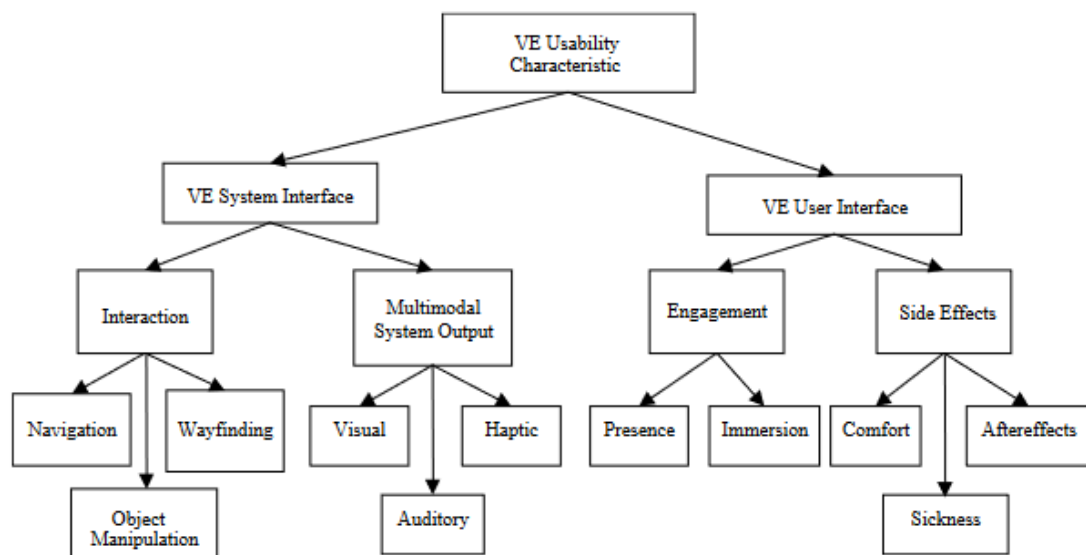 VE Usability
Characteristic
VE System Interface
VE User Interface
Interaction
Multimodal
System Output
Engagement
Side Effects
Navigation
Wayfinding
Visual
Haptic
Presence
Immersion
Comfort
Aftereffects
Object
Manipulation
Auditory
Sickness